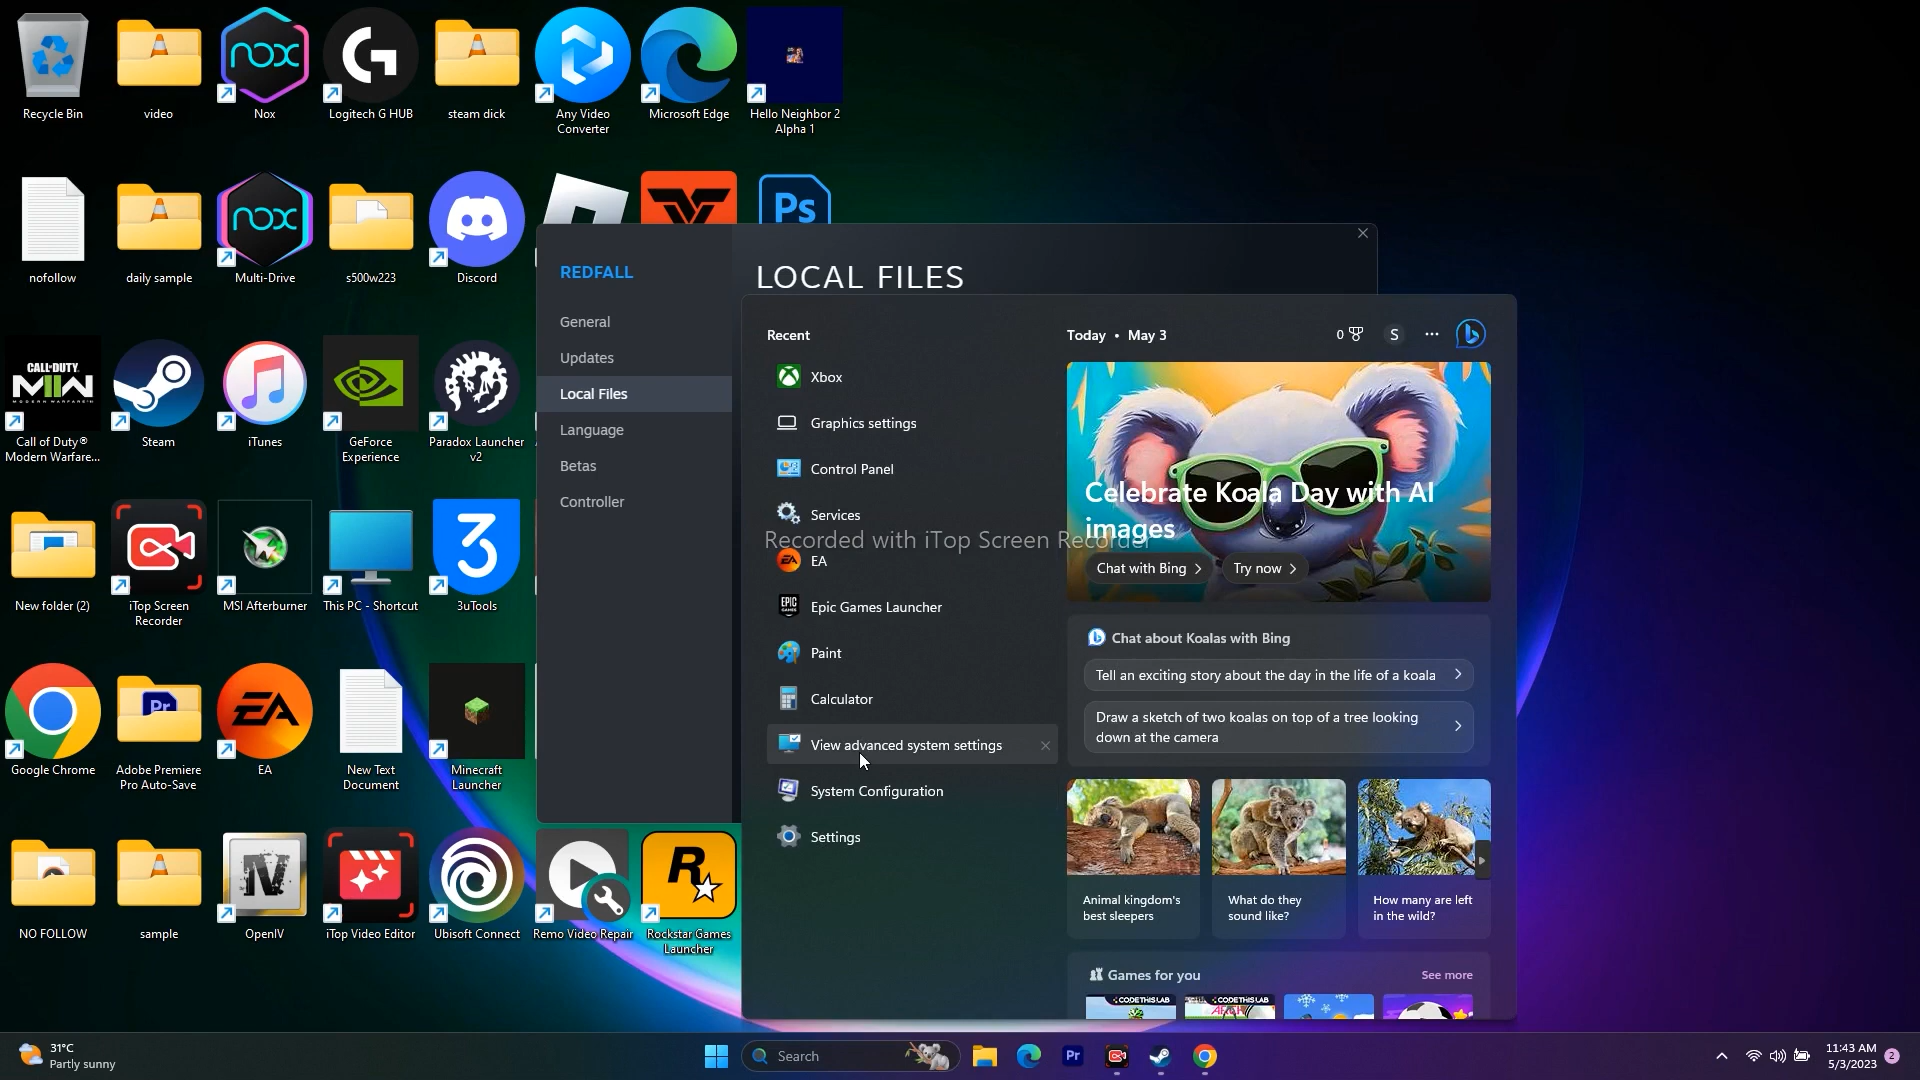 Recycle Bin
video
Nox
Logitech G HUB
steam dick
Any Video
Converter
Microsoft Edge
Hello Neighbor 2
Alpha 1
nofollow
daily sample
Multi-Drive
s500w223
Discord
Ps
Call of Duty®
Modern Warfare...
Steam
iTunes
GeForce
Experience
Paradox Launcher
v2
New folder (2)
iTop Screen
Recorder
MSI Afterburner
This PC - Shortcut
3uTools
Google Chrome
Adobe Premiere
Pro Auto-Save
EA
New Text
Document
Minecraft
Launcher
NO FOLLOW
sample
OpenIV
iTop Video Editor
Ubisoft Connect
Remo Video Repair
Rockstar Games
Launcher
REDFALL
General
Updates
Local Files
Language
Betas
Controller
LOCAL FILES
Recent
Xbox
Graphics settings
Control Panel
Services
Recorded with iTop Screen Recorder
EA
Epic Games Launcher
Paint
Calculator
View advanced system settings
System Configuration
Settings
Today • May 3
0
S
Celebrate Koala Day with AI
images
Chat with Bing
Try now
Chat about Koalas with Bing
Tell an exciting story about the day in the life of a koala
Draw a sketch of two koalas on top of a tree looking
down at the camera
Animal kingdom's
best sleepers
What do they
sound like?
How many are left
in the wild?
Games for you
See more
CODETHISLAB
CODETHISLAB
31°C
Partly sunny
Search
Pr
11:43 AM
5/3/2023
2